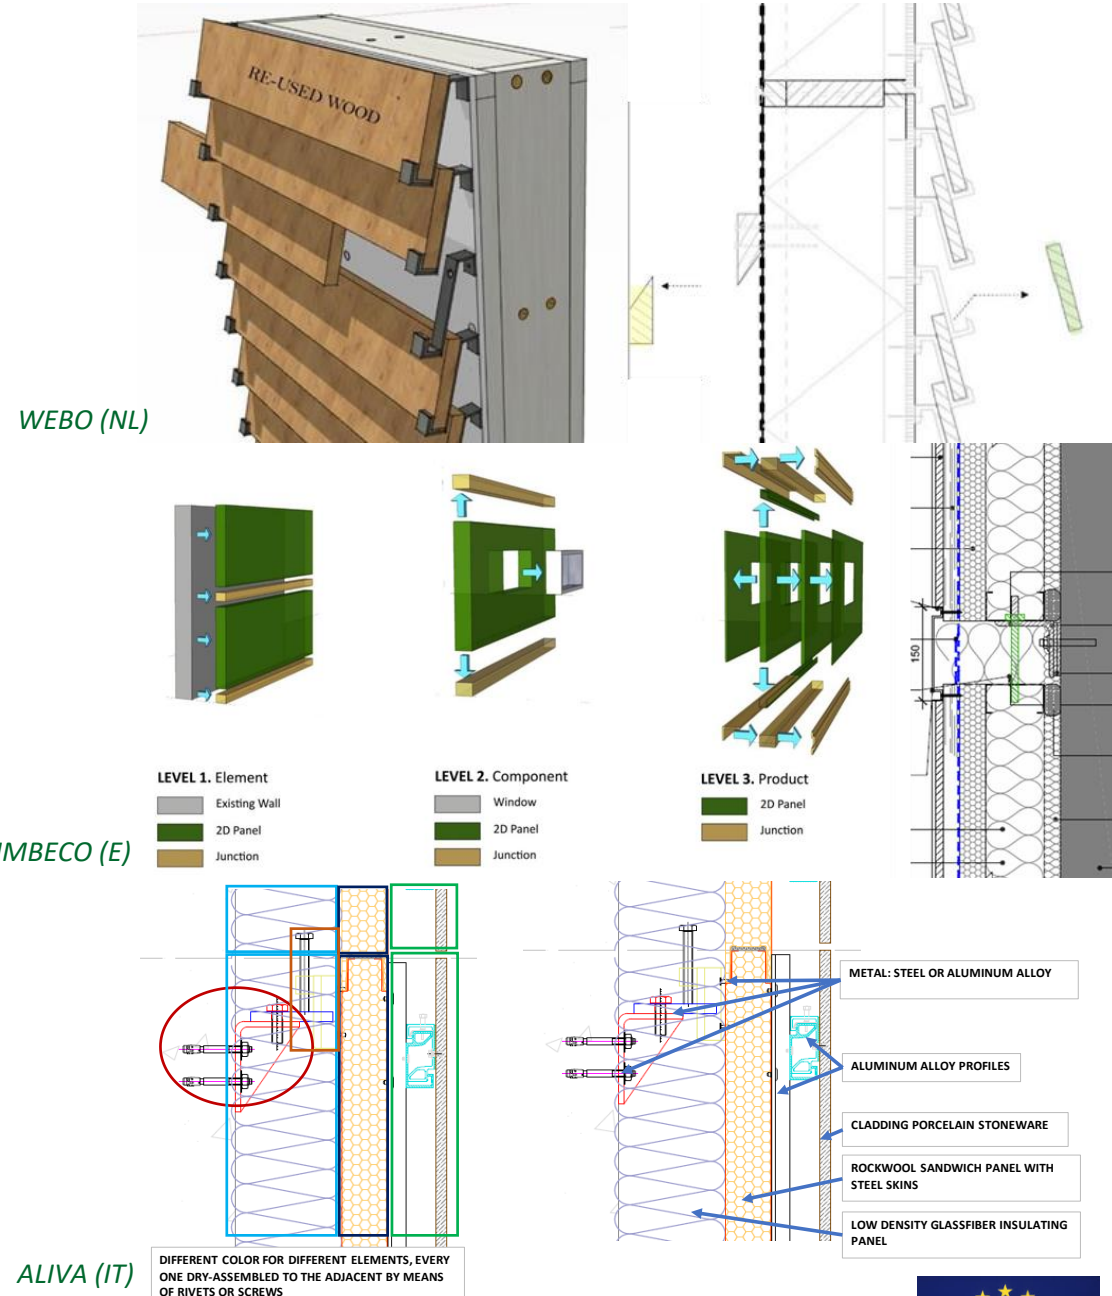 RE-USED WOOD
WEBO (NL)
LEVEL 1. Element
Existing Wall
2D Panel
Junction
LEVEL 2. Component
Window
2D Panel
Junction
LEVEL 3. Product
2D Panel
Junction
150
(E)
METAL: STEEL OR ALUMINUM ALLOY
ALUMINUM ALLOY PROFILES
CLADDING PORCELAIN STONEWARE
ROCKWOOL SANDWICH PANEL WITH
STEEL SKINS
LOW DENSITY GLASSFIBER INSULATING
PANEL
ALIVA (IT)
DIFFERENT COLOR FOR DIFFERENT ELEMENTS, EVERY
ONE DRY-ASSEMBLED TO THE ADJACENT BY MEANS
OF RIVETS OR SCREWS